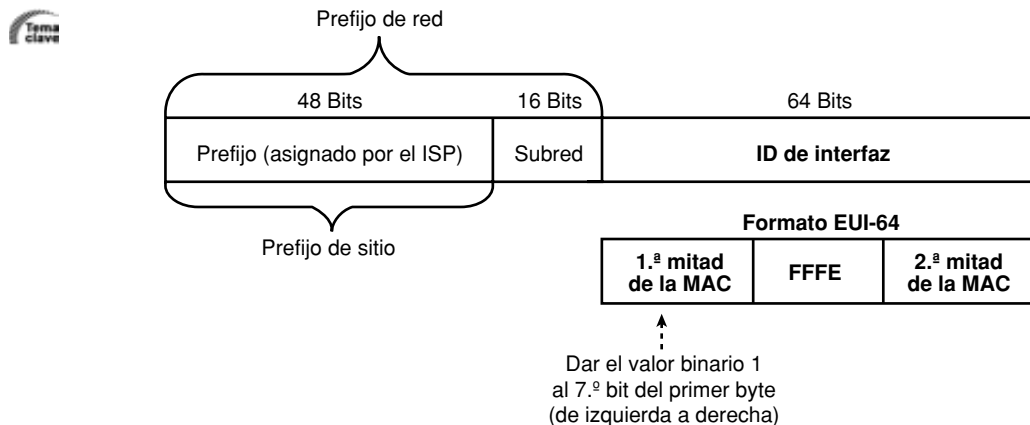 Tema
clave
Prefijo de red
48 Bits
16 Bits
64 Bits
Prefijo (asignado por el ISP)
Subred
ID de interfaz
Prefijo de sitio
Formato EUI-64
1.ª mitad
de la MAC
FFFE
2.ª mitad
de la MAC
Dar el valor binario 1
al 7.º bit del primer byte
(de izquierda a derecha)